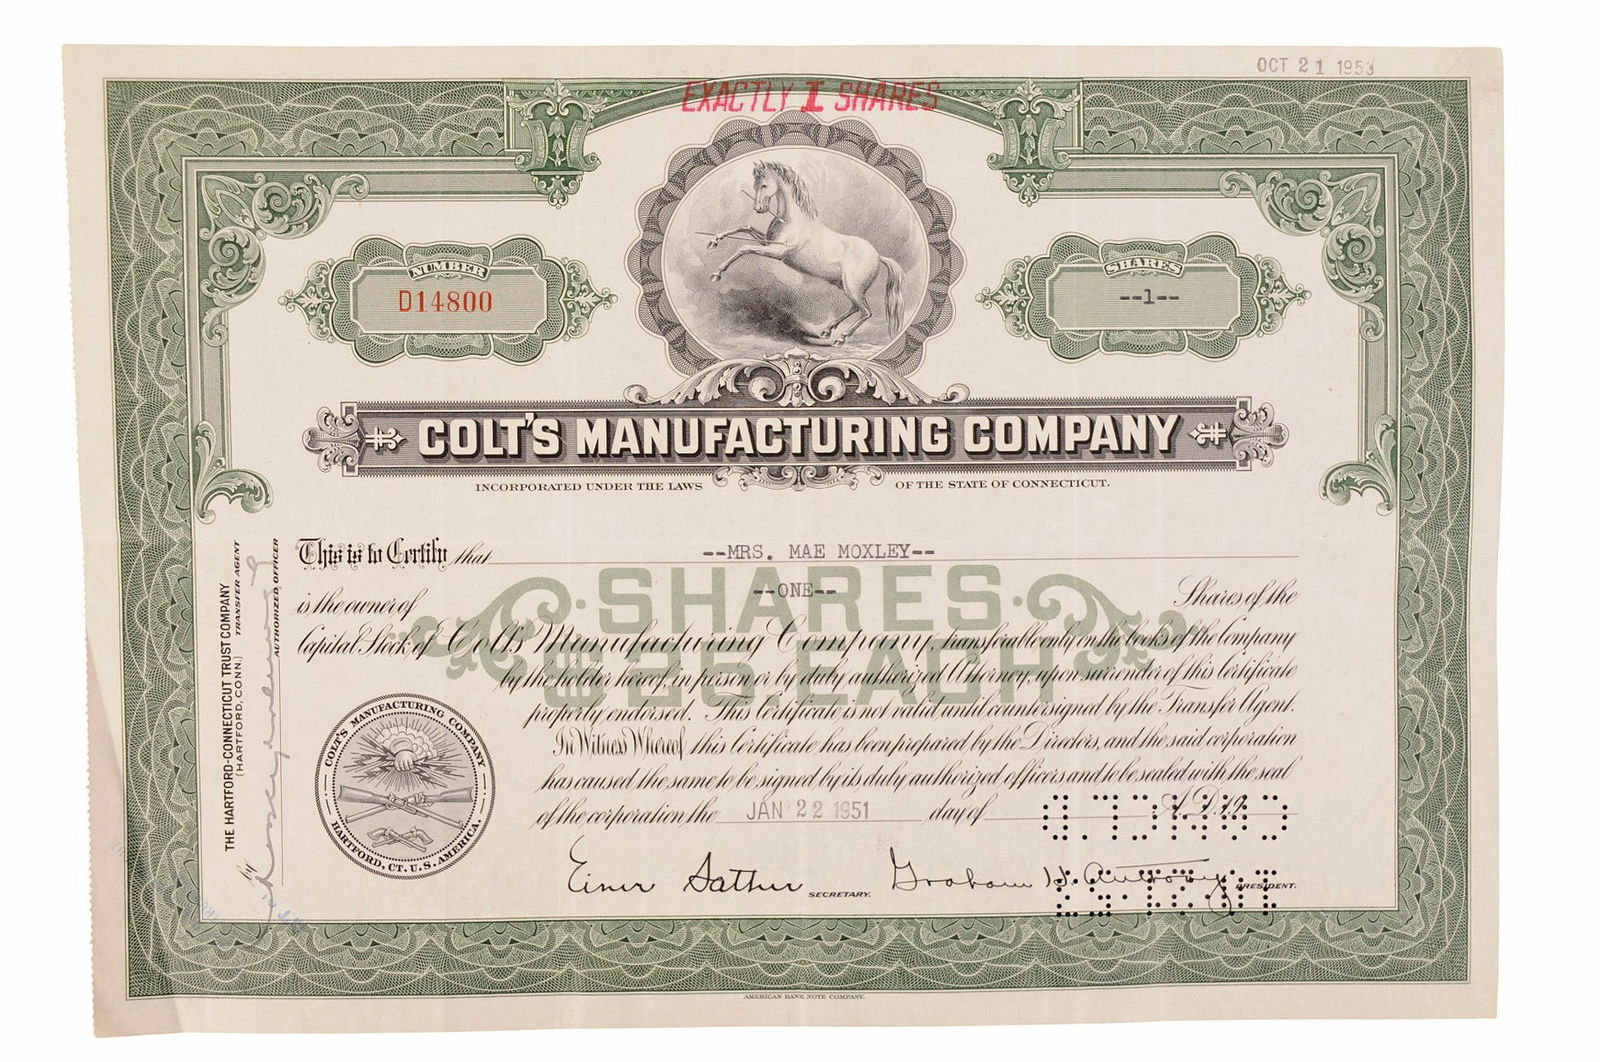 OCT 21 1953
EXACTLY 1 SHARES
NUMBER
D14800
SHARES
--1--
COLT'S MANUFACTURING COMPANY
INCORPORATED UNDER THE LAWS OF THE STATE OF CONNECTICUT.
This is to Certify that --MRS. MAE MOXLEY--
is the owner of --ONE-- Shares of the
Capital Stock of Colt's Manufacturing Company, transferable only on the books of the Company
by the holder hereof, in person or by duly authorized Attorney, upon surrender of this Certificate
properly endorsed. This Certificate is not valid until countersigned by the Transfer Agent.
In Witness Whereof, this Certificate has been prepared by the Directors, and the said corporation
has caused the same to be signed by its duly authorized officers and to be sealed with the seal
of the corporation, the JAN 22 1951 day of A.D. 19
SHARES
$25. EACH
Einer Sather SECRETARY.
Graham H. Anthony PRESIDENT.
COLT'S MANUFACTURING COMPANY
HARTFORD, CT. U.S. AMERICA.
THE HARTFORD-CONNECTICUT TRUST COMPANY
(HARTFORD, CONN.) TRANSFER AGENT
By
AUTHORIZED OFFICER
AMERICAN BANK NOTE COMPANY.